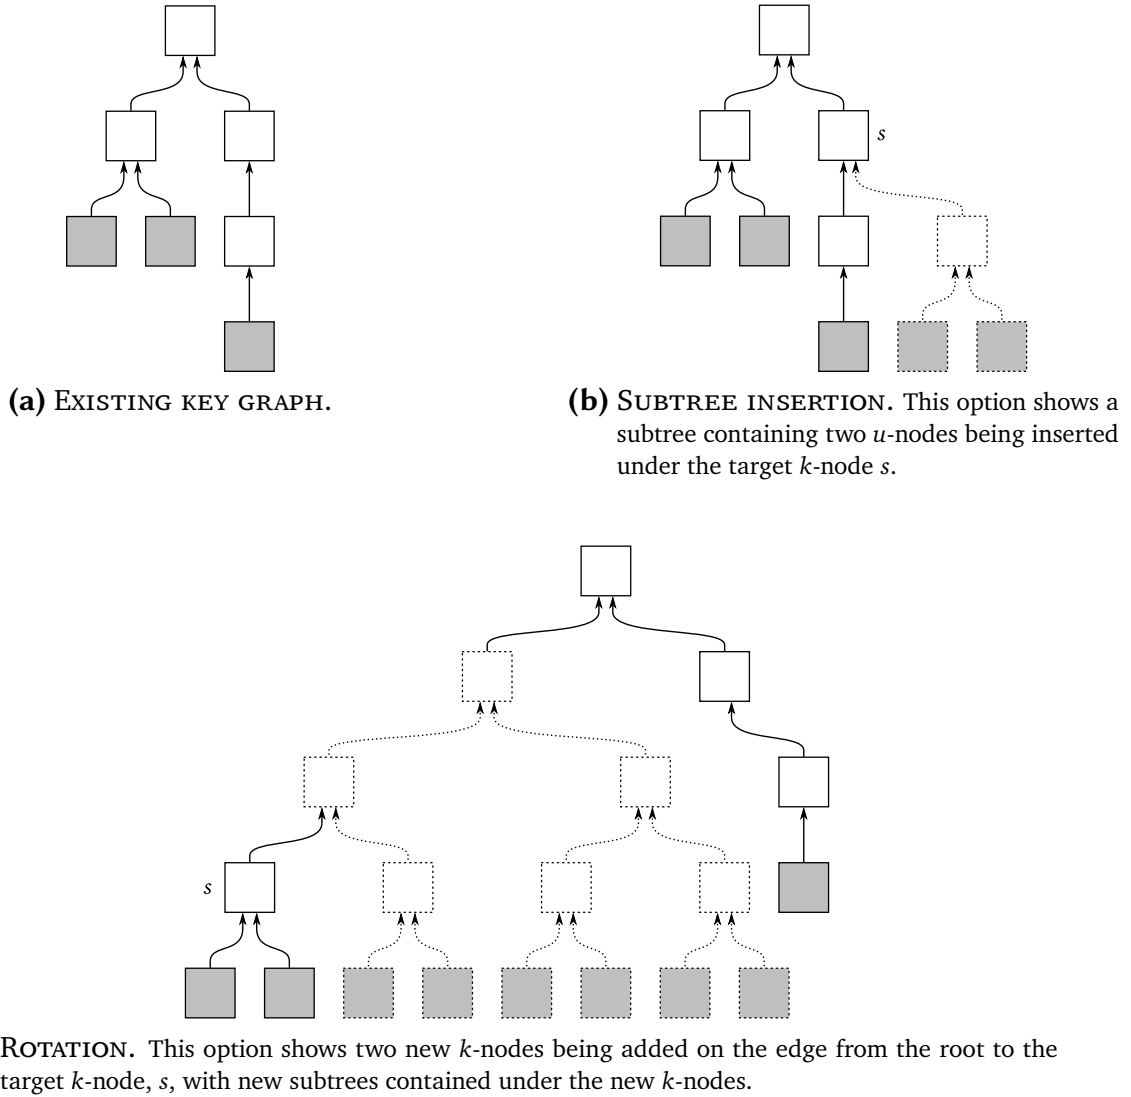 s
(a) EXISTING KEY GRAPH.
(b) SUBTREE INSERTION. This option shows a
subtree containing two u-nodes being inserted
under the target k-node s.
s
ROTATION. This option shows two new k-nodes being added on the edge from the root to the
target k-node, s, with new subtrees contained under the new k-nodes.